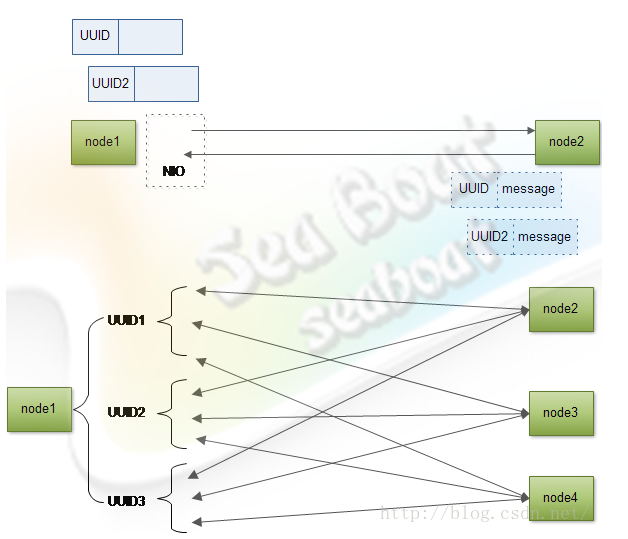 UUID
UUID2
node1
NIO
node2
UUID message
UUID2 message
Sea Boat
seaboat
UUID1
node2
node1
UUID2
node3
UUID3
node4
http://blog.csdn.net/